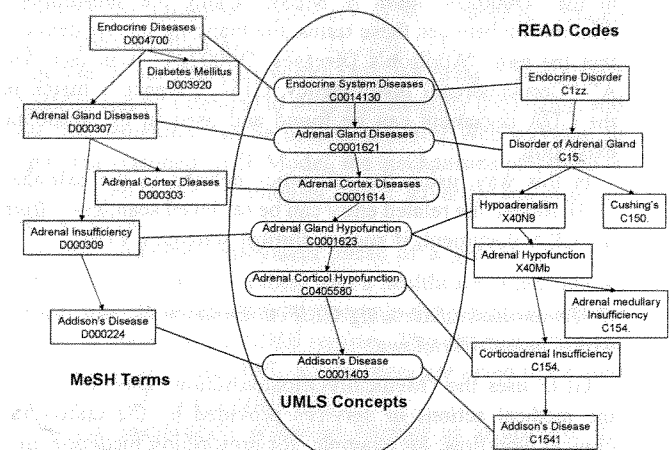 READ Codes
Endocrine Diseases
D004700
Diabetes Mellitus
D003920
Adrenal Gland Diseases
D000307
Adrenal Cortex Dieases
D000303
Adrenal Insufficiency
D000309
Addison's Disease
D000224
MeSH Terms
Endocrine System Diseases
C0014130
Adrenal Gland Diseases
C0001621
Adrenal Cortex Diseases
C0001614
Adrenal Gland Hypofunction
C0001623
Adrenal Corticol Hypofunction
C0405580
Addison's Disease
C0001403
UMLS Concepts
Endocrine Disorder
C1zz.
Disorder of Adrenal Gland
C15..
Hypoadrenalism
X40N9
Cushing's
C150.
Adrenal Hypofunction
X40Mb
Adrenal medullary
Insufficiency
C154.
Corticoadrenal Insufficiency
C154.
Addison's Disease
C1541